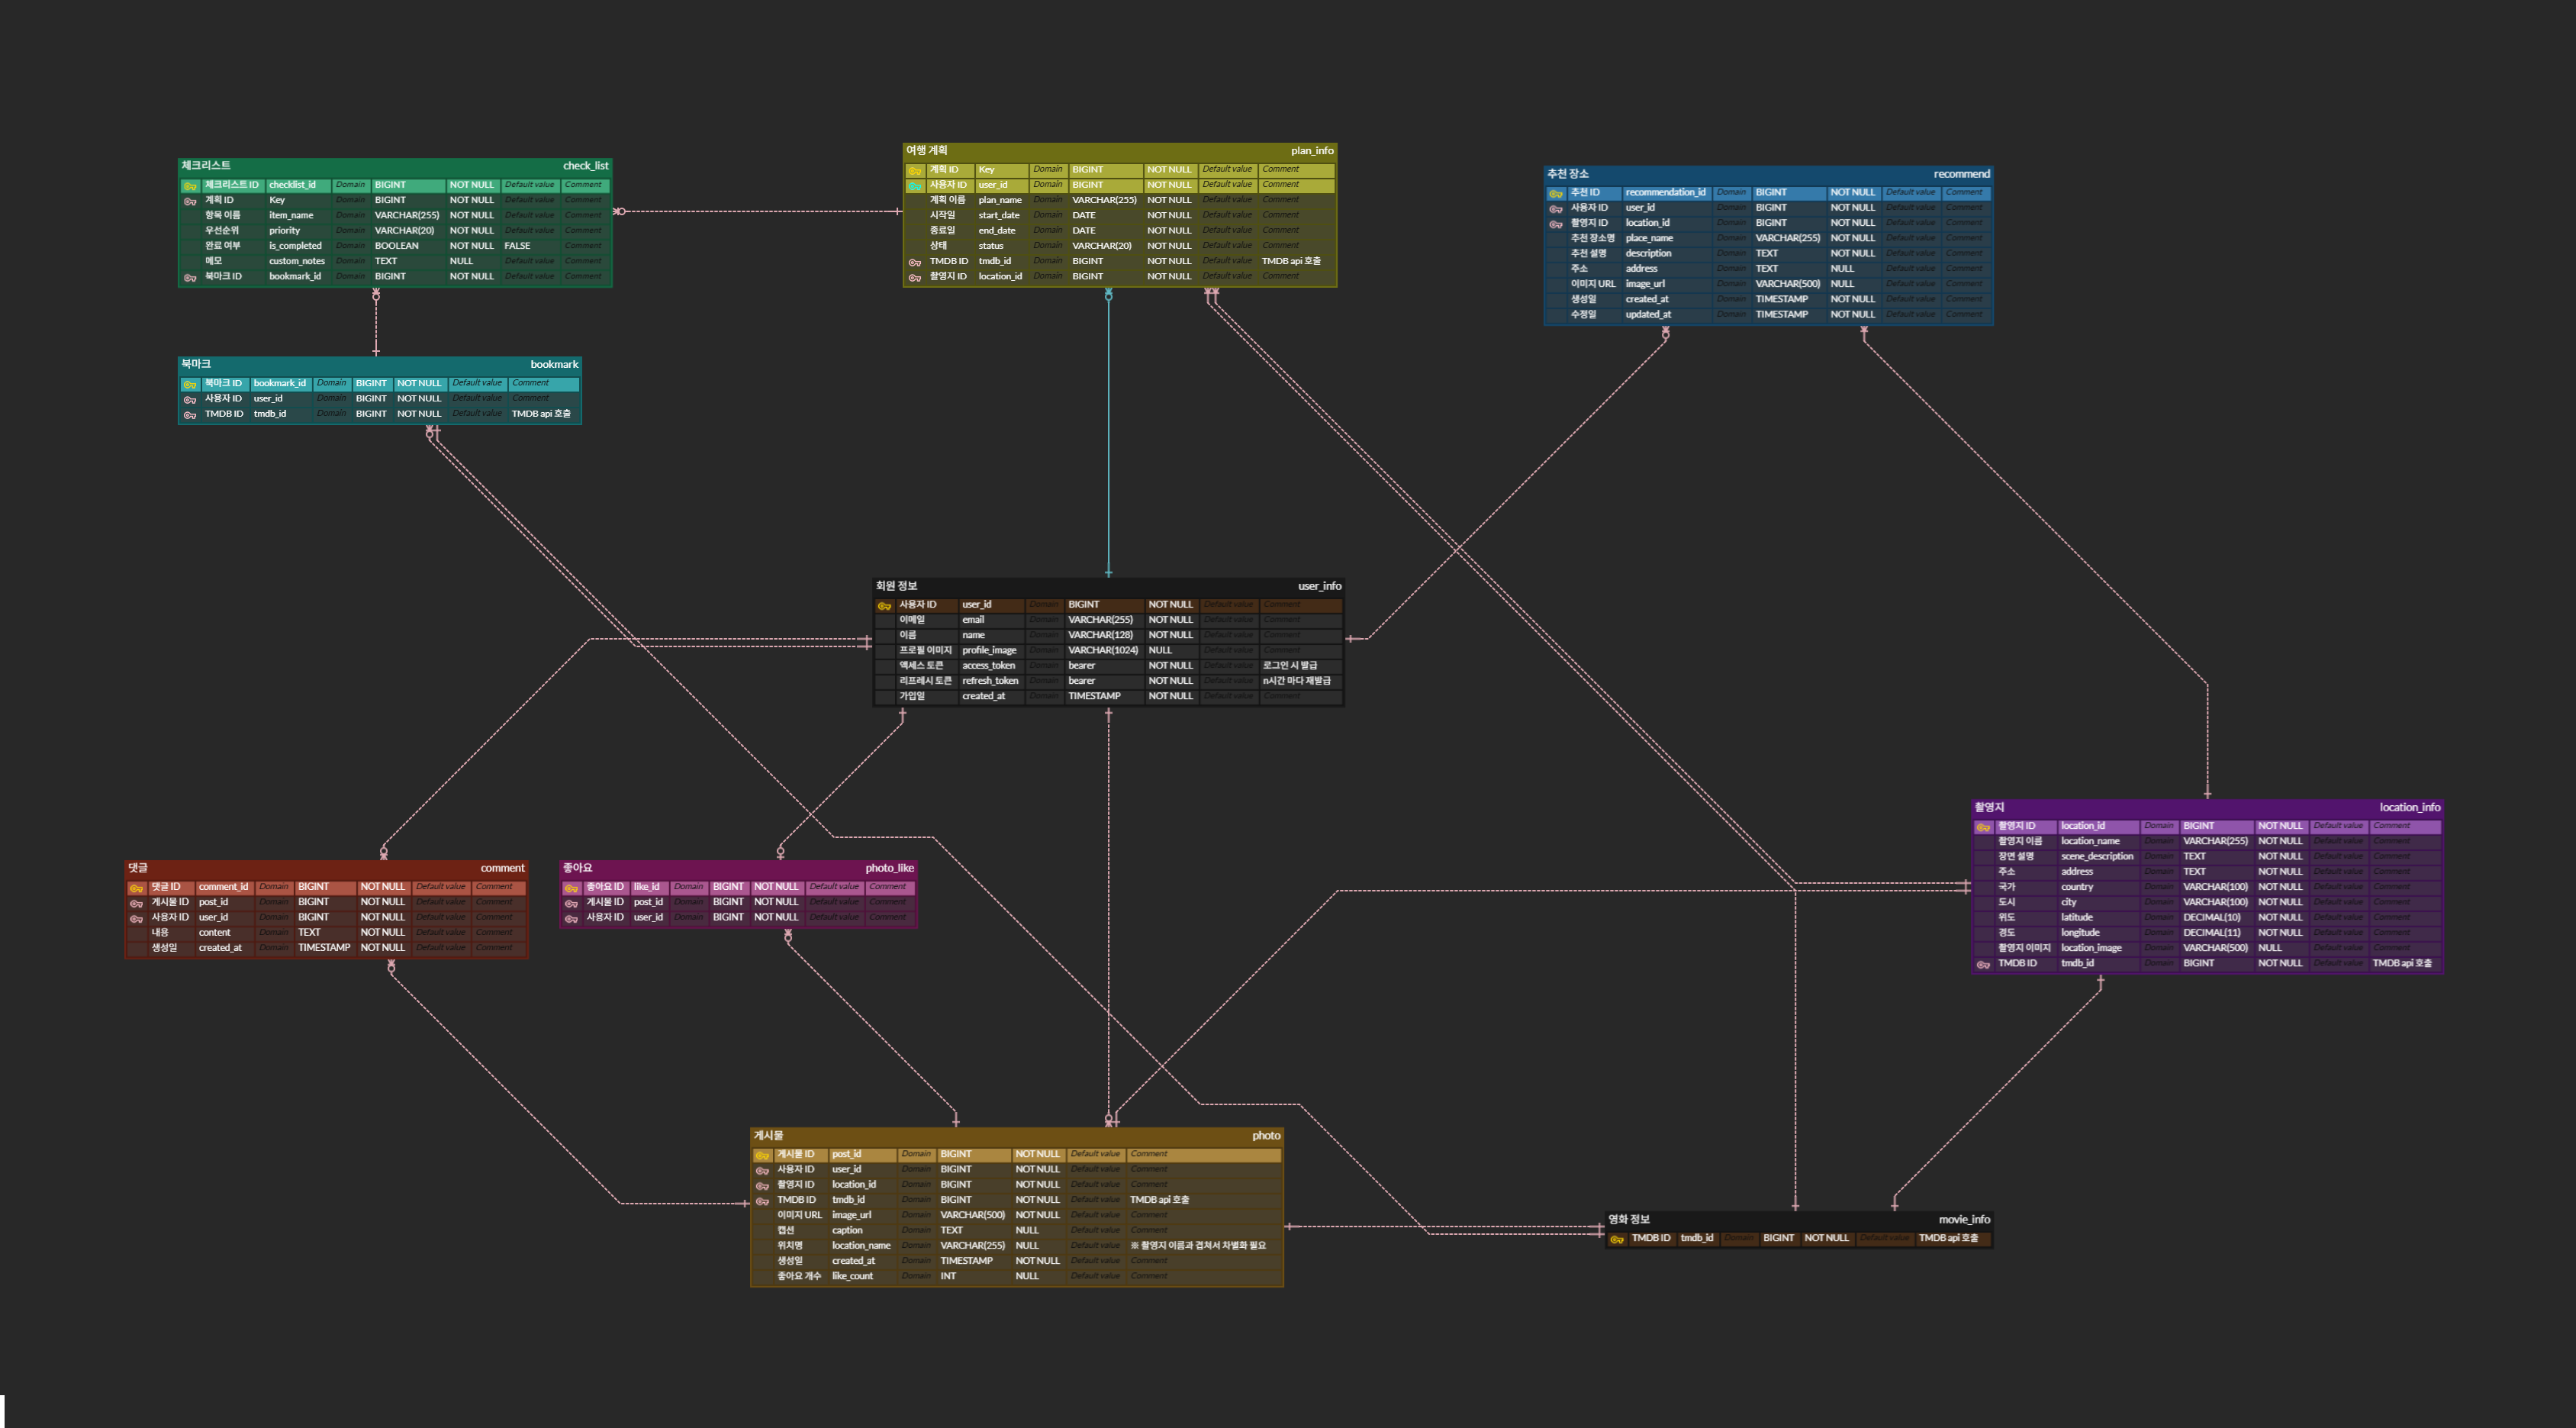 체크리스트 check_list
체크리스트 ID checklist_id Domain BIGINT NOT NULL Default value Comment
계획 ID Key Domain BIGINT NOT NULL Default value Comment
항목 이름 item_name Domain VARCHAR(255) NOT NULL Default value Comment
우선순위 priority Domain VARCHAR(20) NOT NULL Default value Comment
완료 여부 is_completed Domain BOOLEAN NOT NULL FALSE Comment
메모 custom_notes Domain TEXT NULL Default value Comment
북마크 ID bookmark_id Domain BIGINT NOT NULL Default value Comment
여행 계획 plan_info
계획 ID Key Domain BIGINT NOT NULL Default value Comment
사용자 ID user_id Domain BIGINT NOT NULL Default value Comment
계획 이름 plan_name Domain VARCHAR(255) NOT NULL Default value Comment
시작일 start_date Domain DATE NOT NULL Default value Comment
종료일 end_date Domain DATE NOT NULL Default value Comment
상태 status Domain VARCHAR(20) NOT NULL Default value Comment
TMDB ID tmdb_id Domain BIGINT NOT NULL Default value TMDB api 호출
촬영지 ID location_id Domain BIGINT NOT NULL Default value Comment
추천 장소 recommend
추천 ID recommendation_id Domain BIGINT NOT NULL Default value Comment
사용자 ID user_id Domain BIGINT NOT NULL Default value Comment
촬영지 ID location_id Domain BIGINT NOT NULL Default value Comment
추천 장소명 place_name Domain VARCHAR(255) NOT NULL Default value Comment
추천 설명 description Domain TEXT NOT NULL Default value Comment
주소 address Domain TEXT NULL Default value Comment
이미지 URL image_url Domain VARCHAR(500) NULL Default value Comment
생성일 created_at Domain TIMESTAMP NOT NULL Default value Comment
수정일 updated_at Domain TIMESTAMP NOT NULL Default value Comment
북마크 bookmark
북마크 ID bookmark_id Domain BIGINT NOT NULL Default value Comment
사용자 ID user_id Domain BIGINT NOT NULL Default value Comment
TMDB ID tmdb_id Domain BIGINT NOT NULL Default value TMDB api 호출
회원 정보 user_info
사용자 ID user_id Domain BIGINT NOT NULL Default value Comment
이메일 email Domain VARCHAR(255) NOT NULL Default value Comment
이름 name Domain VARCHAR(128) NOT NULL Default value Comment
프로필 이미지 profile_image Domain VARCHAR(1024) NULL Default value Comment
액세스 토큰 access_token Domain bearer NOT NULL Default value 로그인 시 발급
리프레시 토큰 refresh_token Domain bearer NOT NULL Default value n시간 마다 재발급
가입일 created_at Domain TIMESTAMP NOT NULL Default value Comment
촬영지 location_info
촬영지 ID location_id Domain BIGINT NOT NULL Default value Comment
촬영지 이름 location_name Domain VARCHAR(255) NOT NULL Default value Comment
장면 설명 scene_description Domain TEXT NOT NULL Default value Comment
주소 address Domain TEXT NOT NULL Default value Comment
국가 country Domain VARCHAR(100) NOT NULL Default value Comment
도시 city Domain VARCHAR(100) NOT NULL Default value Comment
위도 latitude Domain DECIMAL(10) NOT NULL Default value Comment
경도 longitude Domain DECIMAL(11) NOT NULL Default value Comment
촬영지 이미지 location_image Domain VARCHAR(500) NULL Default value Comment
TMDB ID tmdb_id Domain BIGINT NOT NULL Default value TMDB api 호출
댓글 comment
댓글 ID comment_id Domain BIGINT NOT NULL Default value Comment
게시물 ID post_id Domain BIGINT NOT NULL Default value Comment
사용자 ID user_id Domain BIGINT NOT NULL Default value Comment
내용 content Domain TEXT NOT NULL Default value Comment
생성일 created_at Domain TIMESTAMP NOT NULL Default value Comment
좋아요 photo_like
좋아요 ID like_id Domain BIGINT NOT NULL Default value Comment
게시물 ID post_id Domain BIGINT NOT NULL Default value Comment
사용자 ID user_id Domain BIGINT NOT NULL Default value Comment
게시물 photo
게시물 ID post_id Domain BIGINT NOT NULL Default value Comment
사용자 ID user_id Domain BIGINT NOT NULL Default value Comment
촬영지 ID location_id Domain BIGINT NOT NULL Default value Comment
TMDB ID tmdb_id Domain BIGINT NOT NULL Default value TMDB api 호출
이미지 URL image_url Domain VARCHAR(500) NOT NULL Default value Comment
캡션 caption Domain TEXT NULL Default value Comment
위치명 location_name Domain VARCHAR(255) NULL Default value ※ 촬영지 이름과 겹쳐서 차별화 필요
생성일 created_at Domain TIMESTAMP NOT NULL Default value Comment
좋아요 개수 like_count Domain INT NULL Default value Comment
영화 정보 movie_info
TMDB ID tmdb_id Domain BIGINT NOT NULL Default value TMDB api 호출